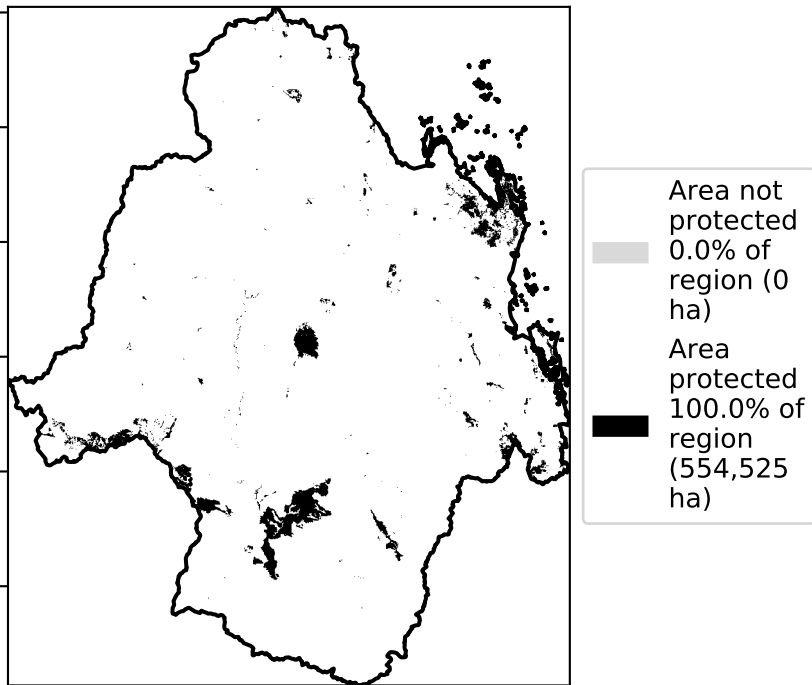 Area not
protected
0.0% of
region (0
ha)
Area
protected
100.0% of
region
(554,525
ha)